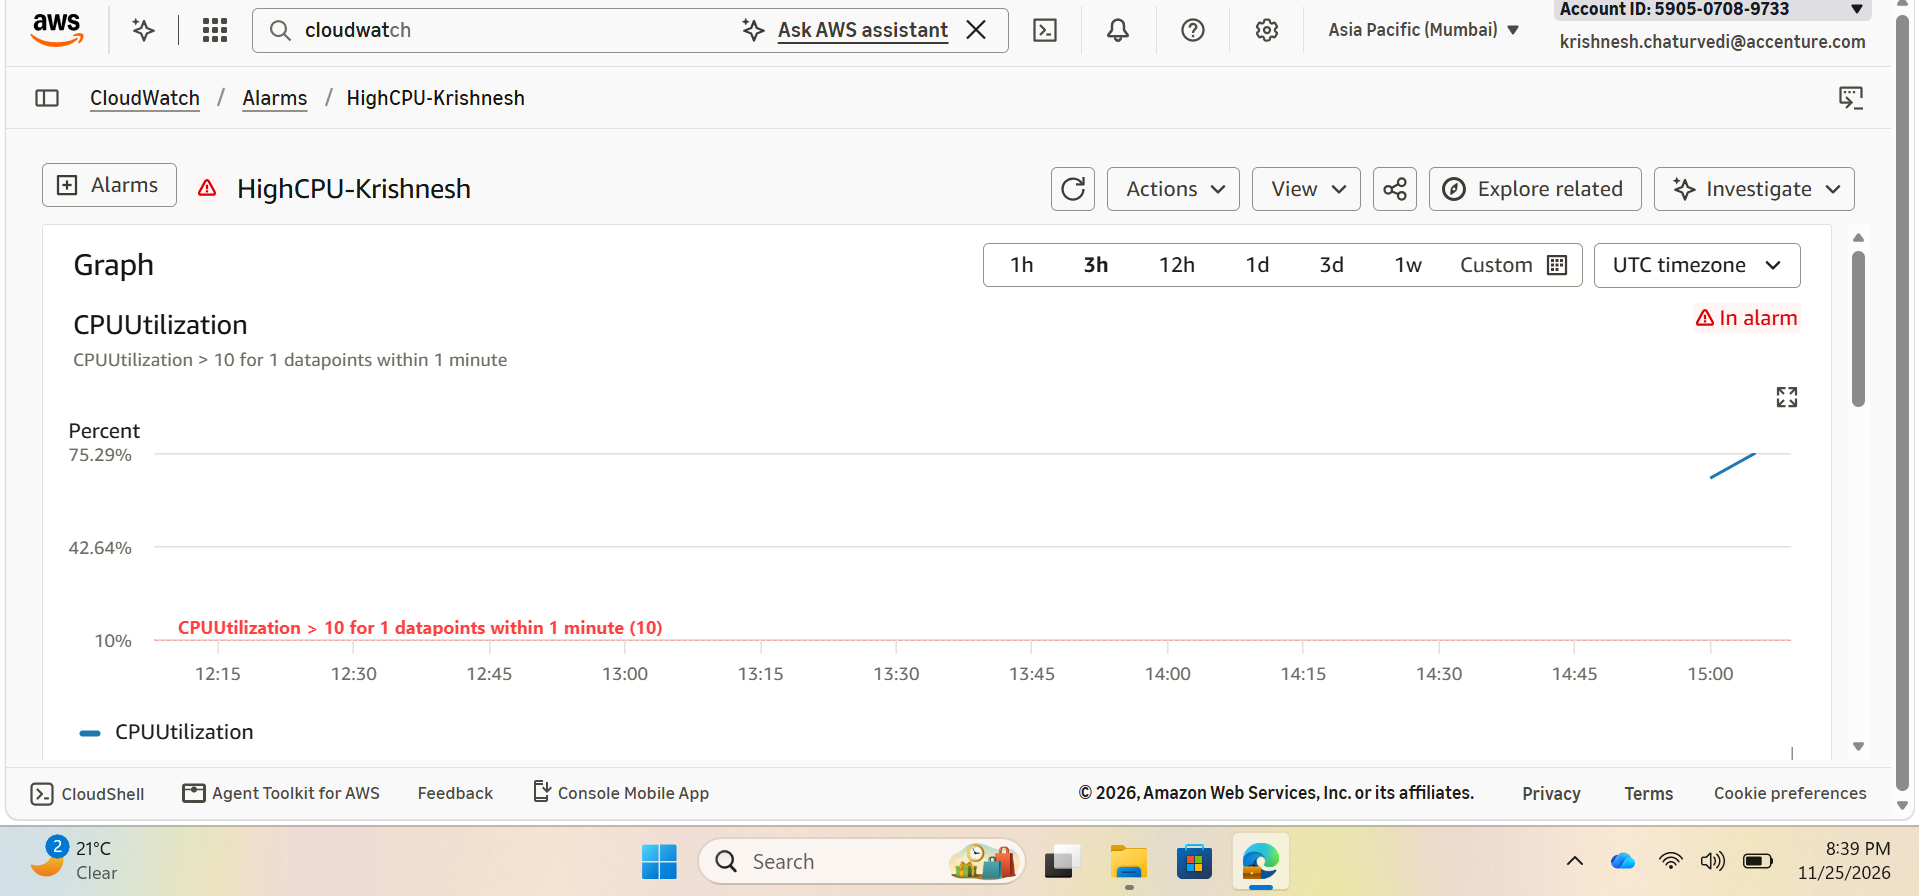 aws
cloudwatch
Ask AWS assistant
Asia Pacific (Mumbai)
Account ID: 5905-0708-9733
krishnesh.chaturvedi@accenture.com
CloudWatch / Alarms / HighCPU-Krishnesh
Alarms
HighCPU-Krishnesh
Actions
View
Explore related
Investigate
Graph
1h 3h 12h 1d 3d 1w Custom
UTC timezone
CPUUtilization
In alarm
CPUUtilization > 10 for 1 datapoints within 1 minute
Percent
75.29%
42.64%
CPUUtilization > 10 for 1 datapoints within 1 minute (10)
10%
12:15 12:30 12:45 13:00 13:15 13:30 13:45 14:00 14:15 14:30 14:45 15:00
CPUUtilization
CloudShell Agent Toolkit for AWS Feedback Console Mobile App © 2026, Amazon Web Services, Inc. or its affiliates. Privacy Terms Cookie preferences
2
21°C
Clear
Search
8:39 PM
11/25/2026